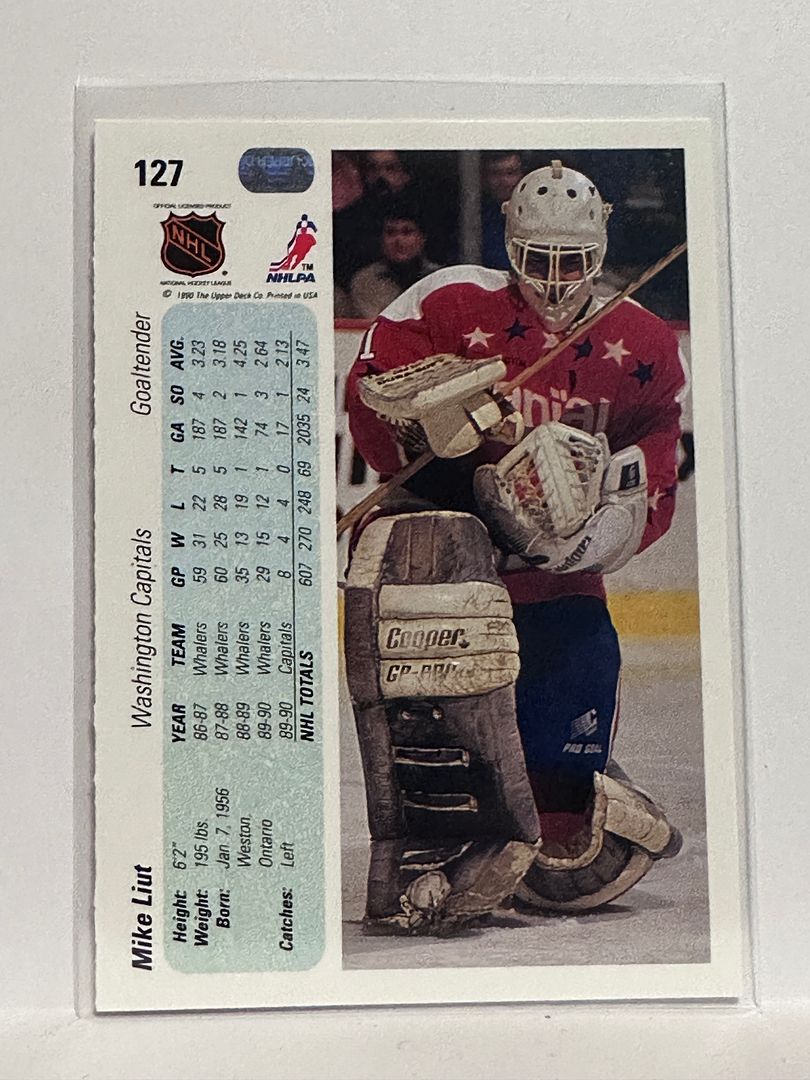 127
OFFICIAL LICENSED PRODUCT
NHL
NATIONAL HOCKEY LEAGUE
TM
NHLPA
© 1990 The Upper Deck Co. Printed in USA
Mike Liut Washington Capitals Goaltender
Height: 6'2"
Weight: 195 lbs.
Born: Jan. 7, 1956
Weston,
Ontario
Catches: Left
YEAR TEAM GP W L T GA SO AVG.
86-87 Whalers 59 31 22 5 187 4 3.23
87-88 Whalers 60 25 28 5 187 2 3.18
88-89 Whalers 35 13 19 1 142 1 4.25
89-90 Whalers 29 15 12 1 74 3 2.64
89-90 Capitals 8 4 4 0 17 1 2.13
NHL TOTALS 607 270 248 69 2035 24 3.47
1
Cooper
PRO GOAL